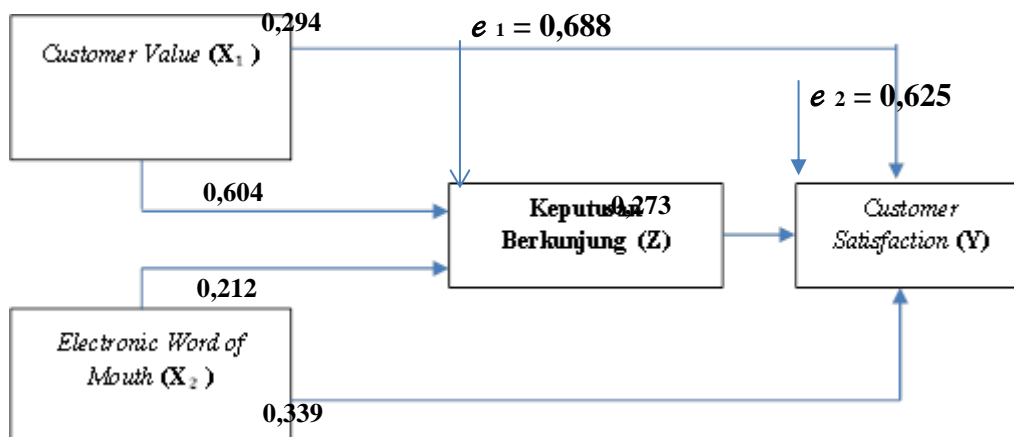 0,294
Customer Value (X₁ )
e 1 = 0,688
e 2 = 0,625
0,604
Keputusan
Berkunjung (Z)
0,273
Customer
Satisfaction (Y)
0,212
Electronic Word of
Mouth (X₂ )
0,339